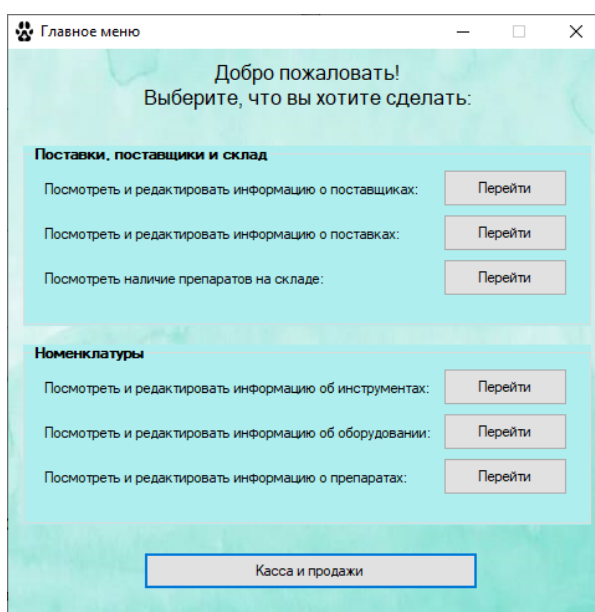 Главное меню
Добро пожаловать!
Выберите, что вы хотите сделать:
Поставки, поставщики и склад
Посмотреть и редактировать информацию о поставщиках: Перейти
Посмотреть и редактировать информацию о поставках: Перейти
Посмотреть наличие препаратов на складе: Перейти
Номенклатуры
Посмотреть и редактировать информацию об инструментах: Перейти
Посмотреть и редактировать информацию об оборудовании: Перейти
Посмотреть и редактировать информацию о препаратах: Перейти
Касса и продажи